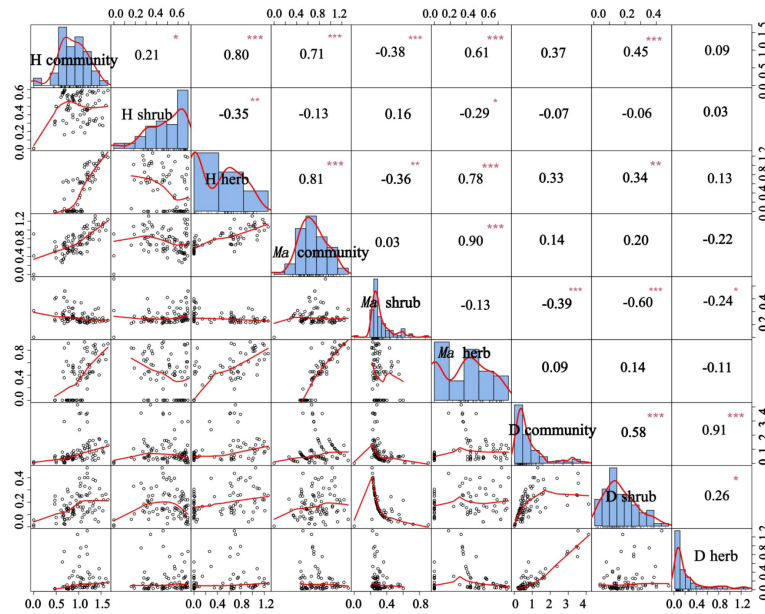 0.0 0.2 0.4 0.6
0.0 0.4 0.8 1.2
0.0 0.2 0.4 0.6
0.0 0.2 0.4
H community
0.21 *
0.80 ***
0.71 ***
-0.38 ***
0.61 ***
0.37
0.45 ***
0.09
0.0 0.5 1.0 1.5
0.0 0.2 0.4 0.6
H shrub
-0.35 **
-0.13
0.16
-0.29 *
-0.07
-0.06
0.03
H herb
0.81 ***
-0.36 **
0.78 ***
0.33
0.34 **
0.13
0.0 0.4 0.8 1.2
0.0 0.4 0.8 1.2
Ma community
0.03
0.90 ***
0.14
0.20
-0.22
Ma shrub
-0.13
-0.39 ***
-0.60 ***
-0.24 *
0.2 0.4
0.0 0.4 0.8
Ma herb
0.09
0.14
-0.11
D community
0.58 ***
0.91 ***
0 1 2 3 4
0.0 0.2 0.4
D shrub
0.26 *
D herb
0.0 0.4 0.8 1.2
0.0 0.5 1.0 1.5
0.0 0.4 0.8 1.2
0.0 0.4 0.8
0 1 2 3 4
0.0 0.4 0.8 1.2